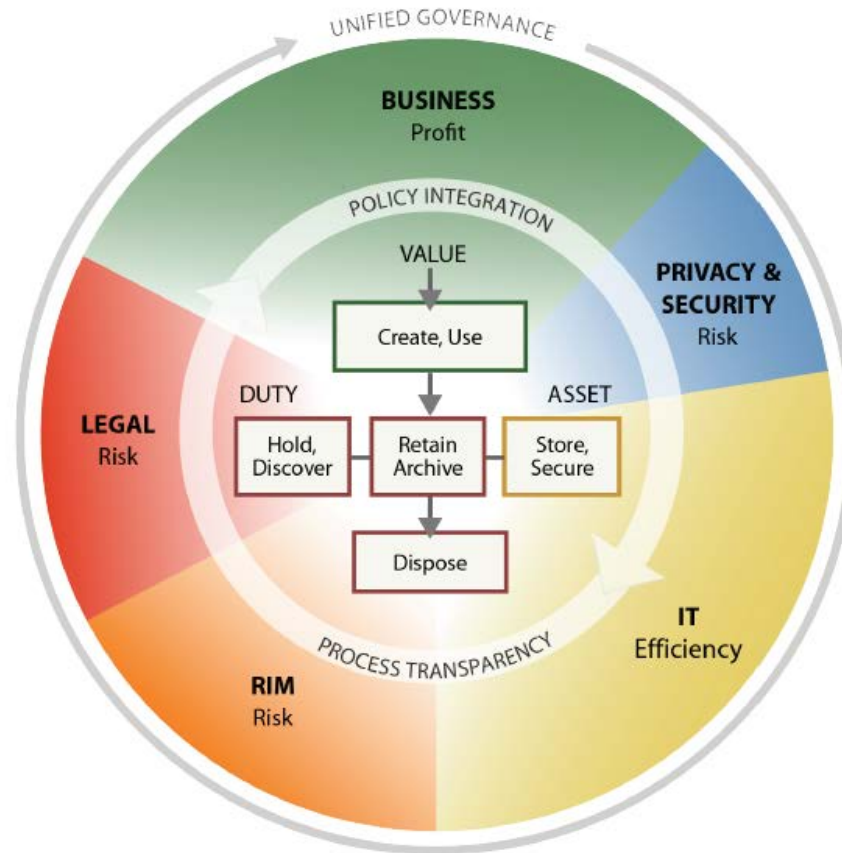 UNIFIED GOVERNANCE
BUSINESS
Profit
POLICY INTEGRATION
VALUE
PRIVACY &
SECURITY
Risk
Create, Use
DUTY
ASSET
LEGAL
Risk
Hold,
Discover
Retain
Archive
Store,
Secure
Dispose
IT
Efficiency
PROCESS TRANSPARENCY
RIM
Risk